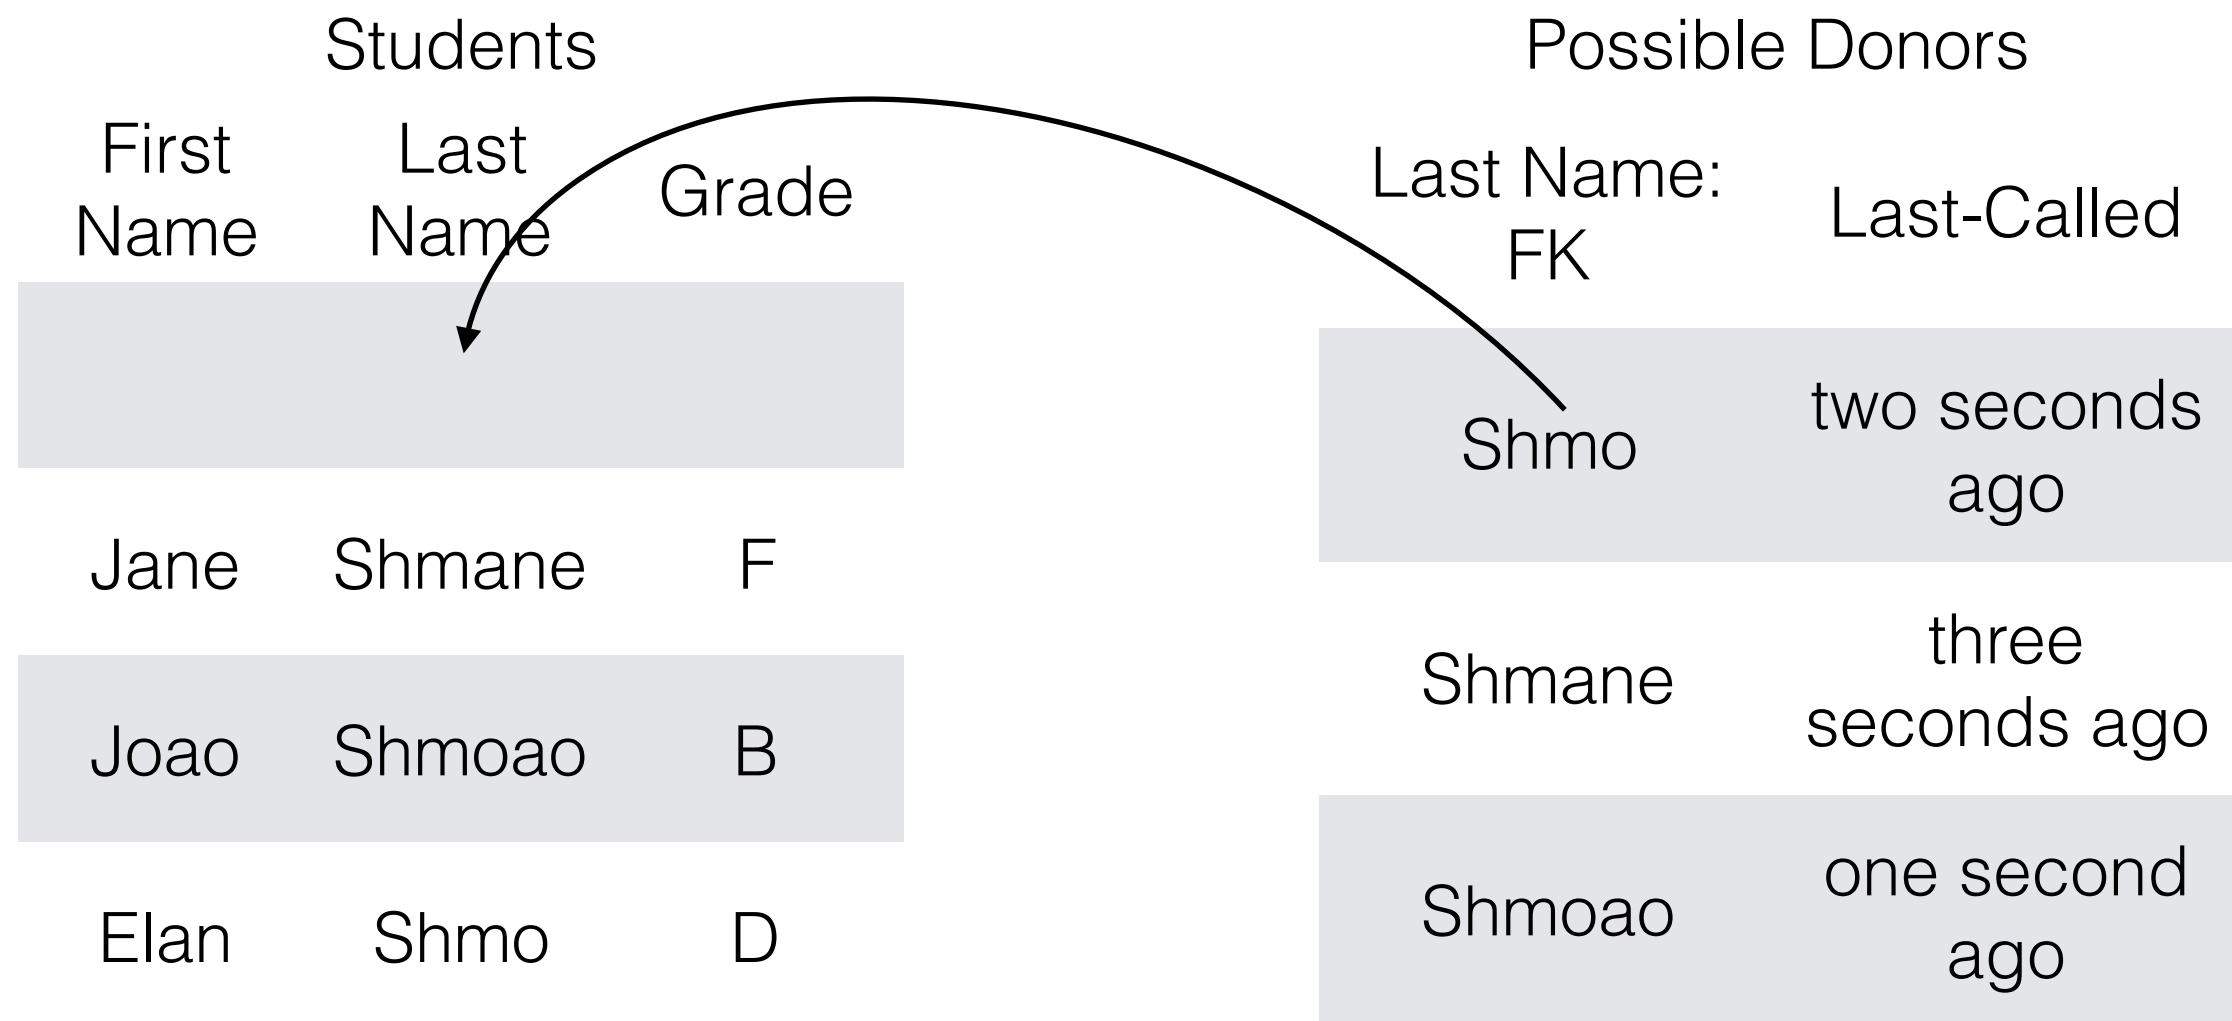 Students
First
Name
Last
Name
Grade
Jane Shmane F
Joao Shmoao B
Elan Shmo D
Possible Donors
Last Name:
FK
Last-Called
Shmo
two seconds
ago
Shmane
three
seconds ago
Shmoao
one second
ago